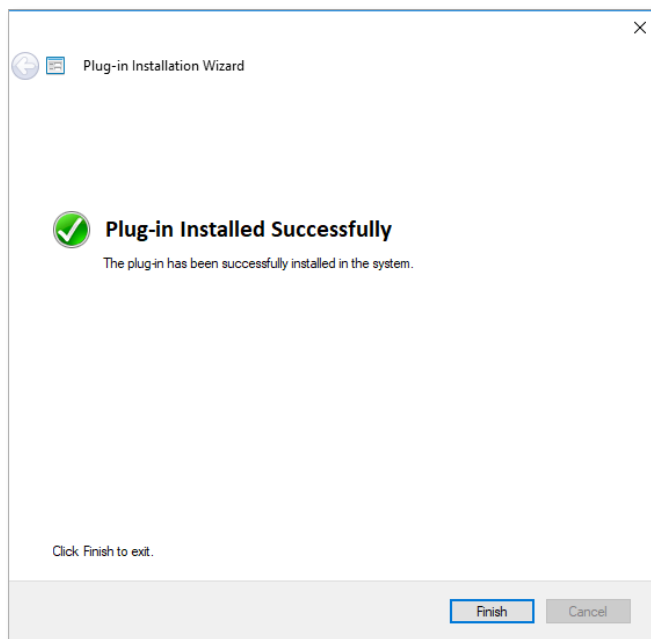 Plug-in Installation Wizard
Plug-in Installed Successfully
The plug-in has been successfully installed in the system.
Click Finish to exit.
Finish Cancel